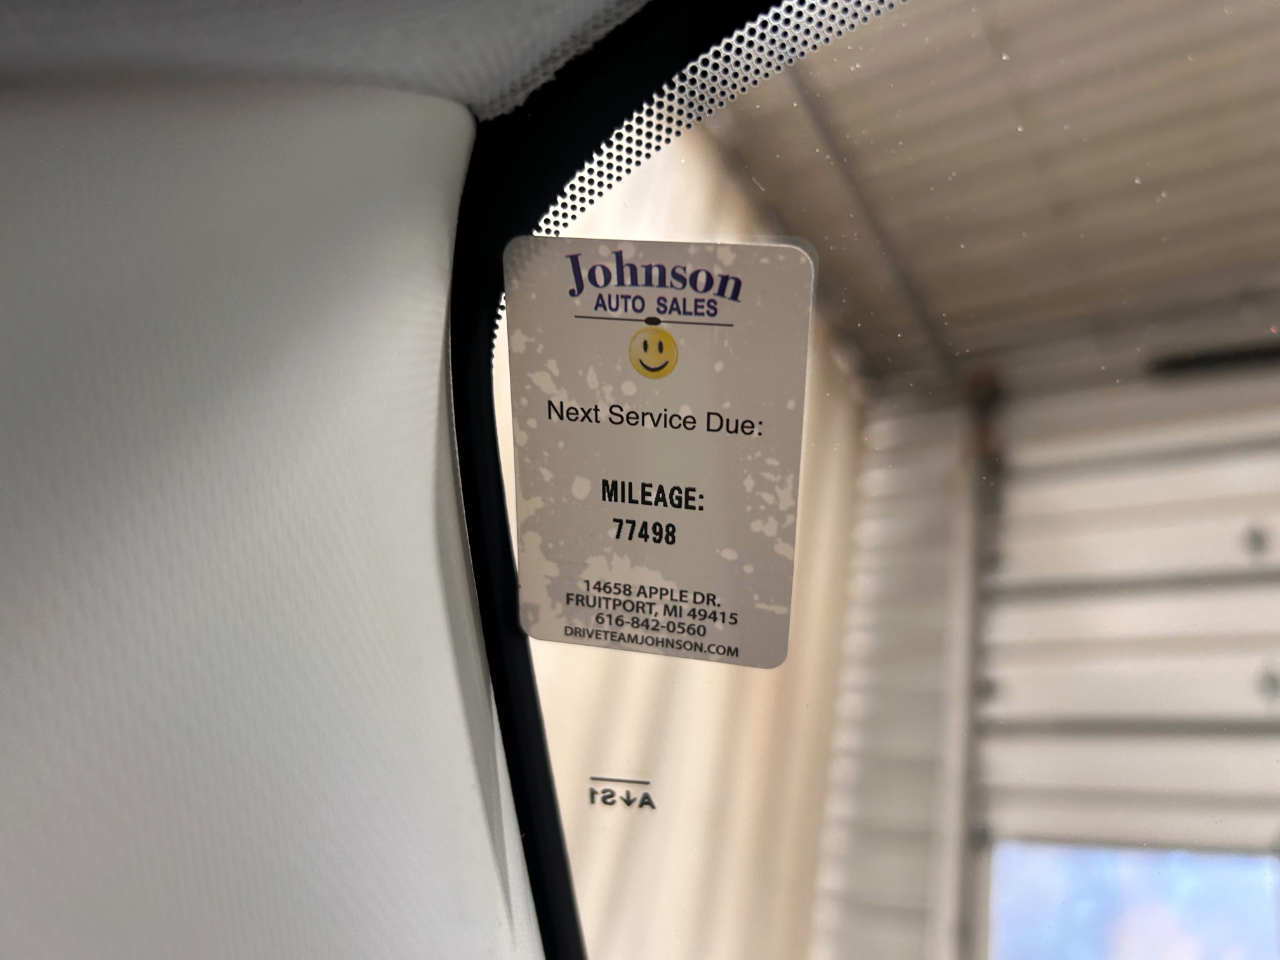 Johnson
AUTO SALES
Next Service Due:
MILEAGE:
77498
14658 APPLE DR.
FRUITPORT, MI 49415
616-842-0560
DRIVETEAMJOHNSON.COM
AS1